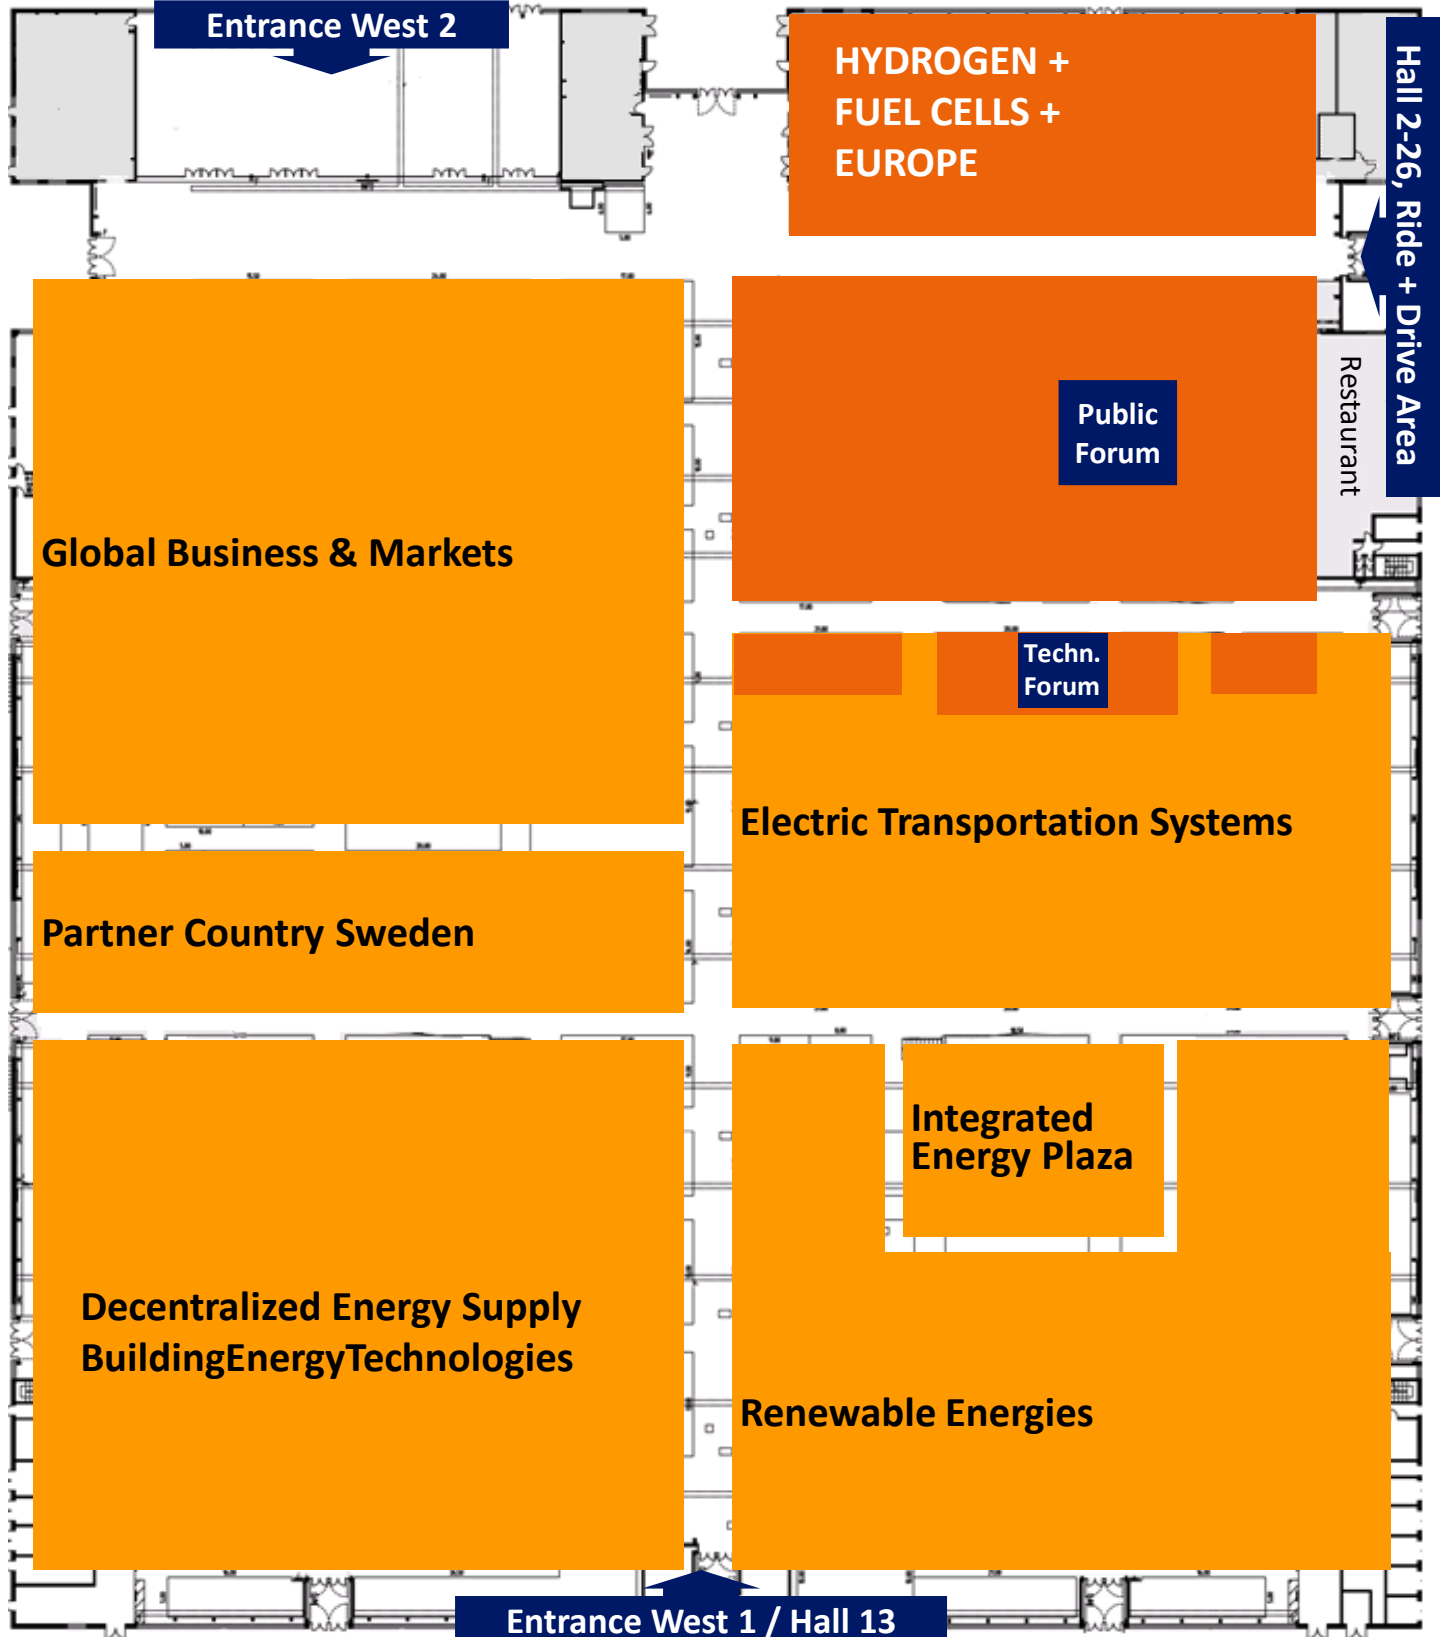 Entrance West 2
HYDROGEN +
FUEL CELLS +
EUROPE
Hall 2-26, Ride + Drive Area
Restaurant
Public
Forum
Global Business & Markets
Techn.
Forum
Electric Transportation Systems
Partner Country Sweden
Integrated
Energy Plaza
Decentralized Energy Supply
BuildingEnergyTechnologies
Renewable Energies
Entrance West 1 / Hall 13